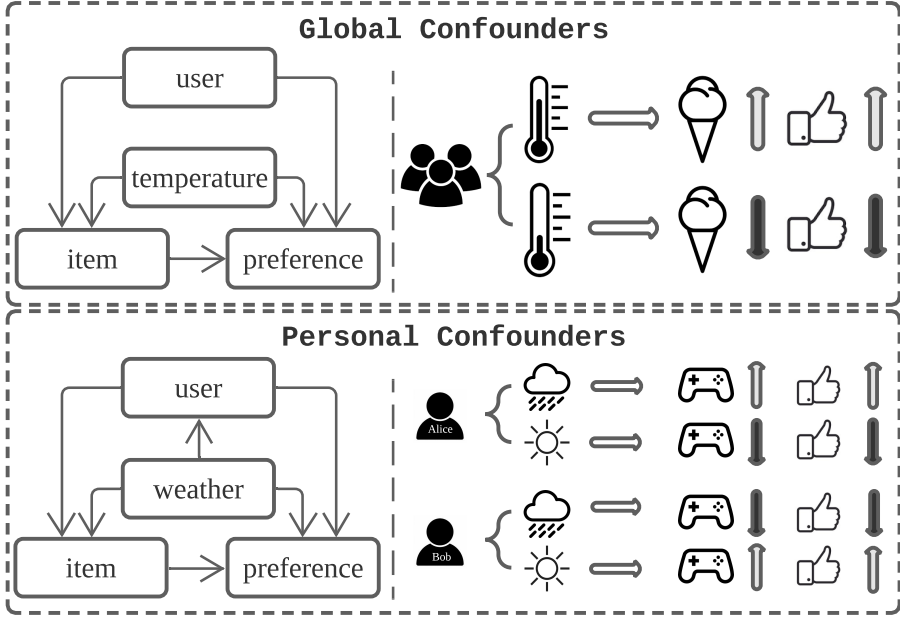 Global Confounders
user
temperature
item
preference
Personal Confounders
user
weather
item
preference
Alice
Bob